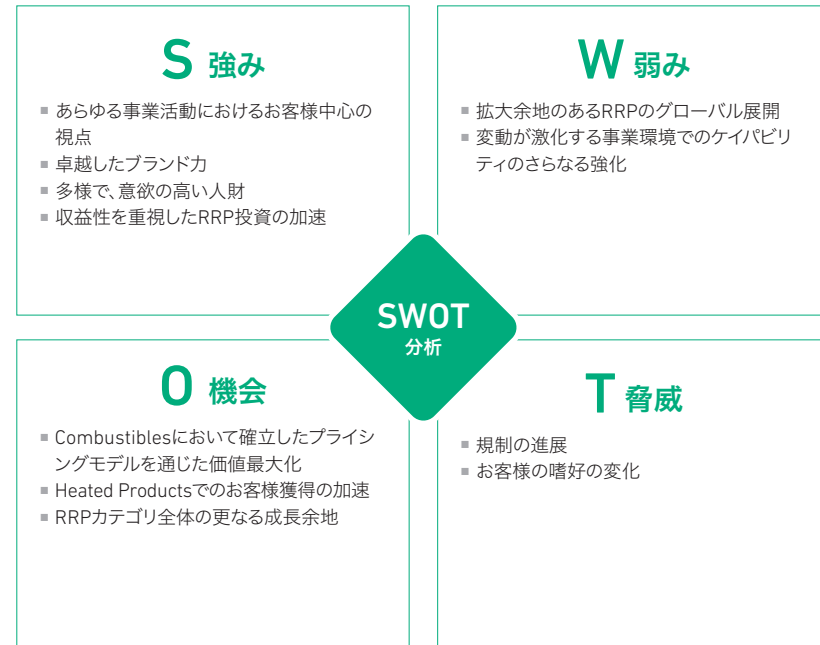 S 強み
■ あらゆる事業活動におけるお客様中心の
視点
■ 卓越したブランド力
■ 多様で、意欲の高い人財
■ 収益性を重視したRRP投資の加速
W 弱み
■ 拡大余地のあるRRPのグローバル展開
■ 変動が激化する事業環境でのケイパビリ
ティのさらなる強化
SWOT
分析
O 機会
■ Combustiblesにおいて確立したプライシ
ングモデルを通じた価値最大化
■ Heated Productsでのお客様獲得の加速
■ RRPカテゴリ全体の更なる成長余地
T 脅威
■ 規制の進展
■ お客様の嗜好の変化